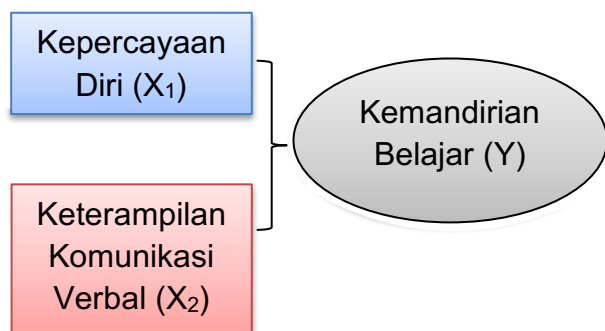 Kepercayaan
Diri (X₁)
Kemandirian
Belajar (Y)
Keterampilan
Komunikasi
Verbal (X₂)